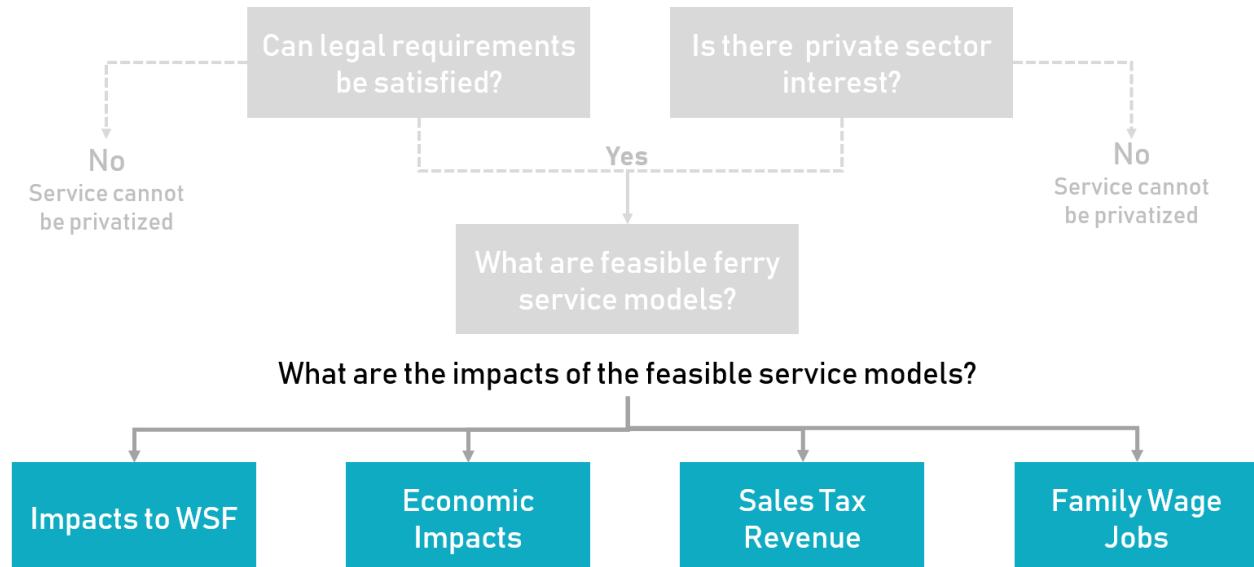 Can legal requirements
be satisfied?
Is there  private sector
interest?
No
Service cannot
be privatized
Yes
No
Service cannot
be privatized
What are feasible ferry
service models?
What are the impacts of the feasible service models?
Impacts to WSF
Economic
Impacts
Sales Tax
Revenue
Family Wage
Jobs